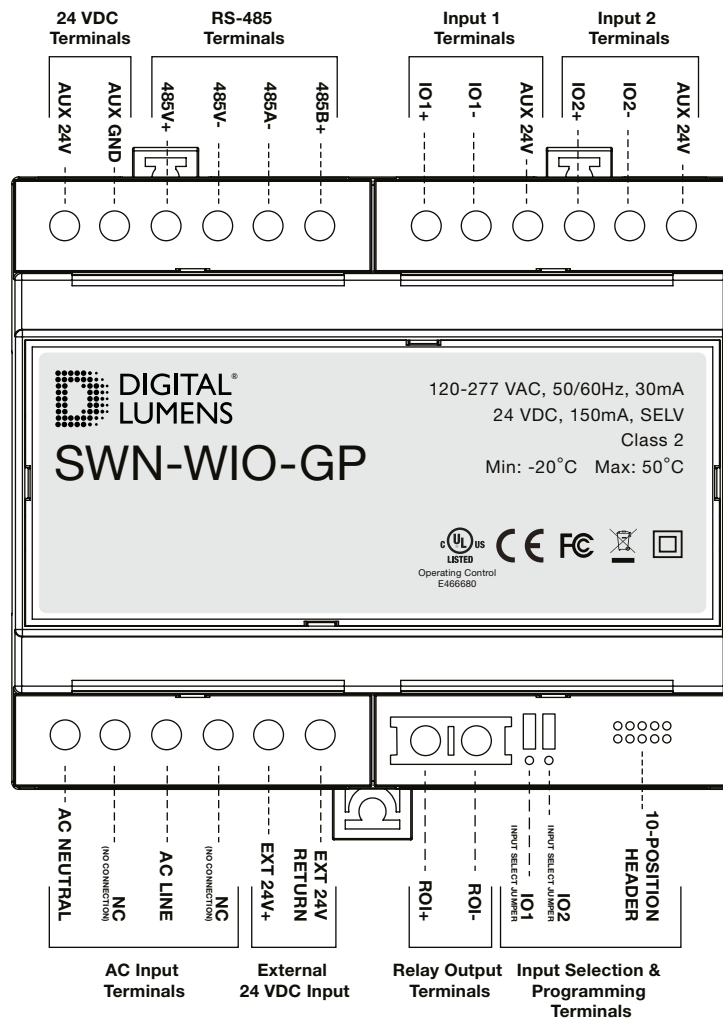 24 VDC
Terminals
RS-485
Terminals
Input 1
Terminals
Input 2
Terminals
AUX 24V
AUX GND
485V+
485V-
485A-
485B+
IO1+
IO1-
AUX 24V
IO2+
IO2-
AUX 24V
DIGITAL®
LUMENS
SWN-WIO-GP
120-277 VAC, 50/60Hz, 30mA
24 VDC, 150mA, SELV
Class 2
Min: -20°C Max: 50°C
C UL US
LISTED
Operating Control
E466680
CE FC
AC NEUTRAL
NC
(NO CONNECTION)
AC LINE
NC
(NO CONNECTION)
EXT 24V+
EXT 24V
RETURN
ROI+
ROI-
IO1
INPUT SELECT JUMPER
IO2
INPUT SELECT JUMPER
10-POSITION
HEADER
AC Input
Terminals
External
24 VDC Input
Relay Output
Terminals
Input Selection &
Programming
Terminals